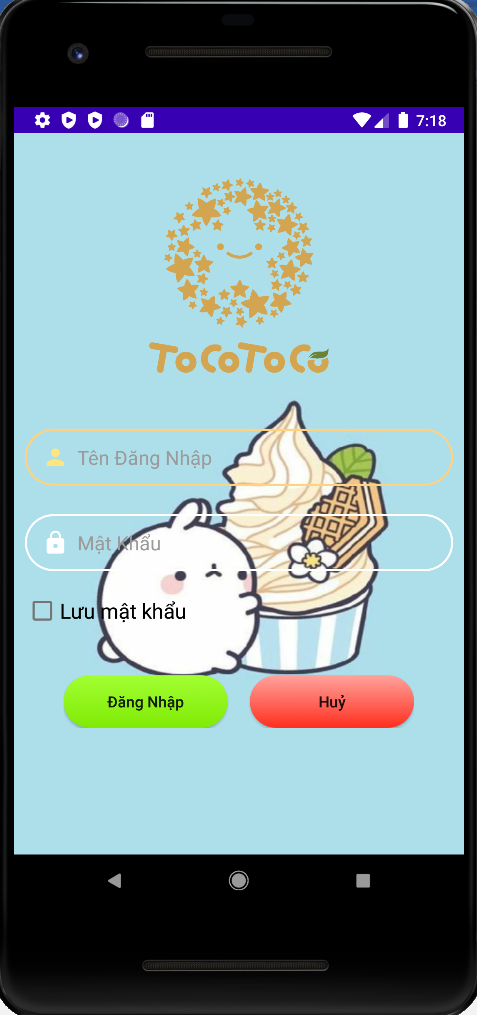 7:18
ToCoToCo
Tên Đăng Nhập
Mật Khẩu
Lưu mật khẩu
Đăng Nhập
Huỷ